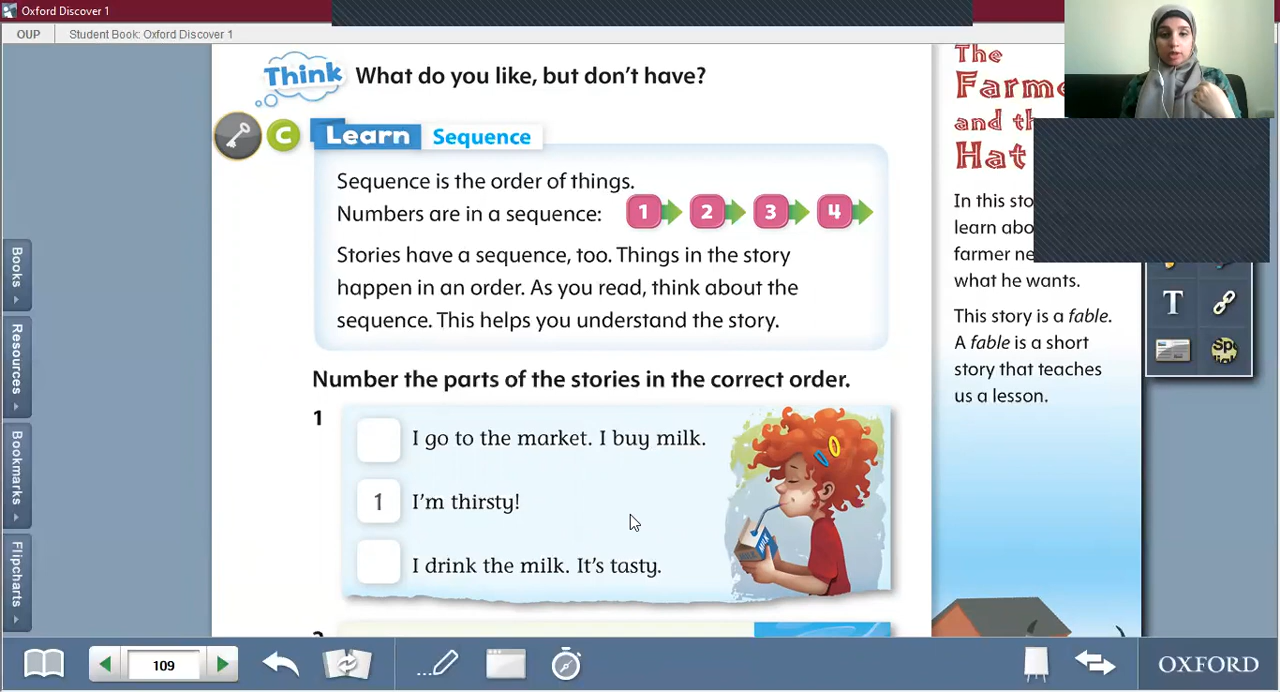 Oxford Discover 1
OUP
Student Book: Oxford Discover 1
Think
What do you like, but don't have?
C
Learn
Sequence
Sequence is the order of things.
Numbers are in a sequence:
1
2
3
4
Stories have a sequence, too. Things in the story
happen in an order. As you read, think about the
sequence. This helps you understand the story.
Number the parts of the stories in the correct order.
1
I go to the market. I buy milk.
1
I'm thirsty!
I drink the milk. It's tasty.
MILK
The
Farme
and th
Hat
In this sto
learn abo
farmer ne
what he wants.
This story is a fable.
A fable is a short
story that teaches
us a lesson.
T
Books
Resources
Bookmarks
Flipcharts
109
OXFORD